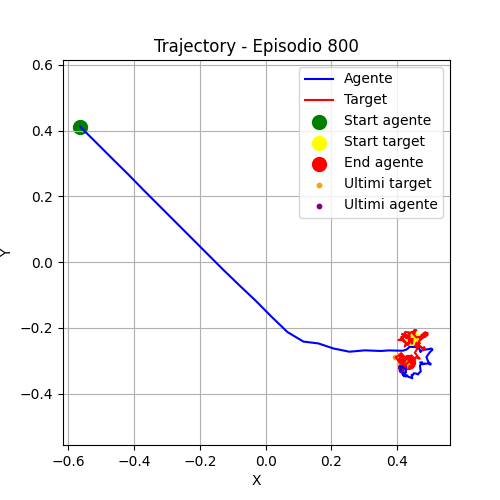 Trajectory - Episodio 800
Agente
Target
Start agente
Start target
End agente
Ultimi target
Ultimi agente
Y
0.6
0.4
0.2
0.0
−0.2
−0.4
−0.6 −0.4 −0.2 0.0 0.2 0.4
X